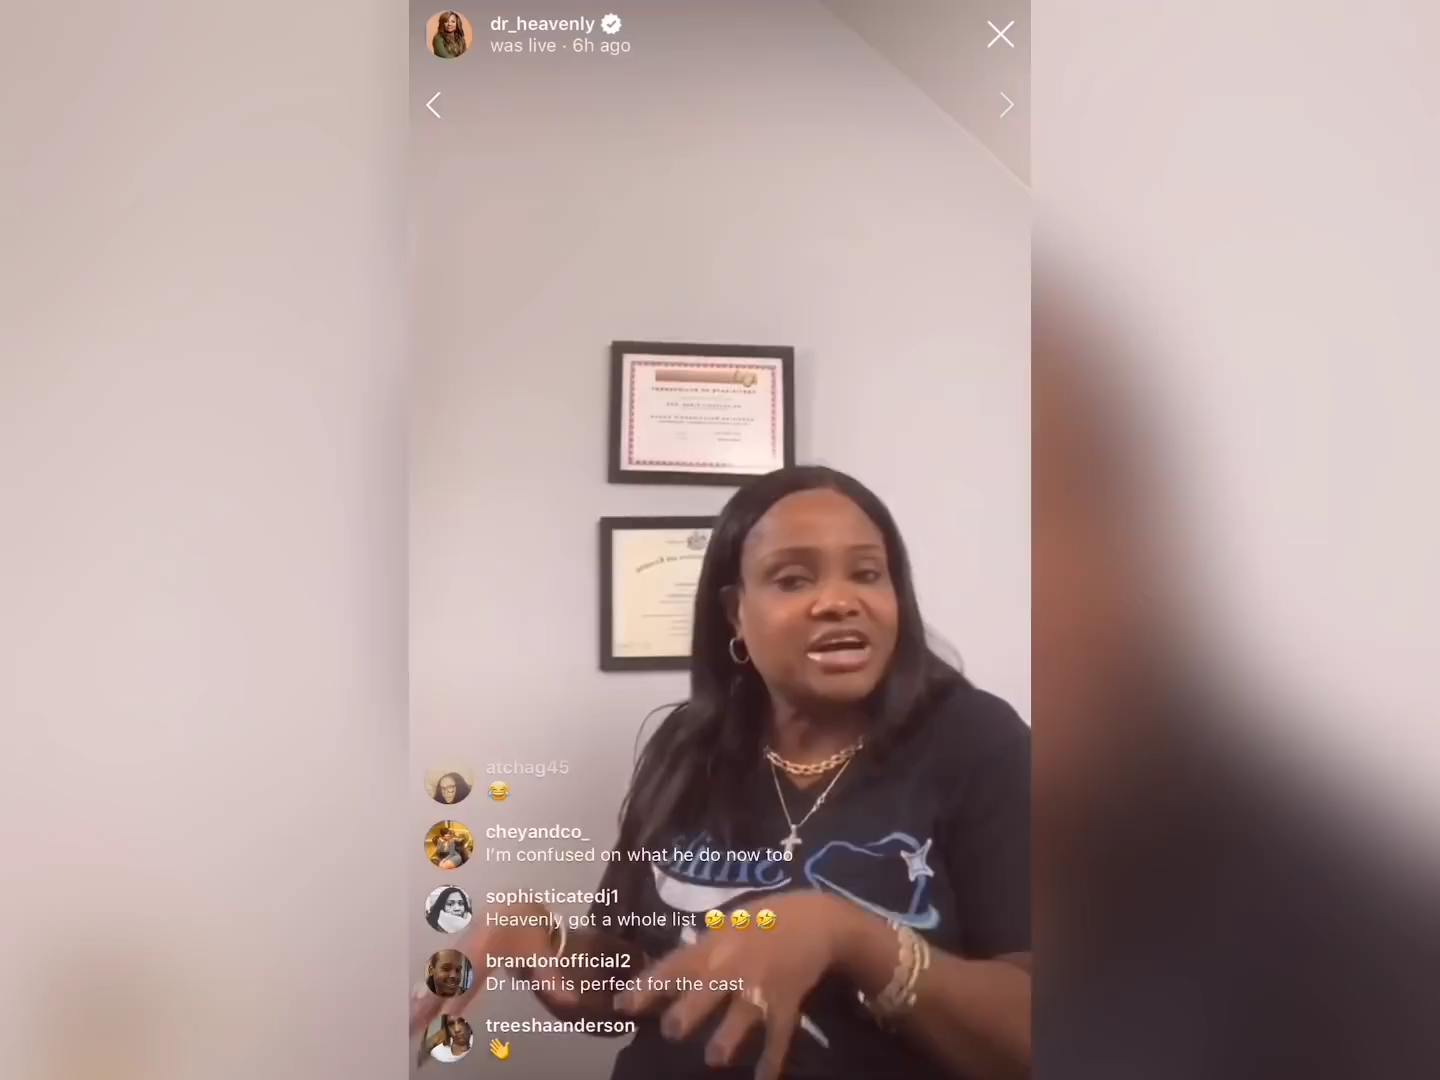 dr_heavenly
was live · 6h ago
atchag45
😂
cheyandco_
I'm confused on what he do now too
sophisticatedj1
Heavenly got a whole list 🤣🤣🤣
brandonofficial2
Dr Imani is perfect for the cast
treeshaanderson
👋